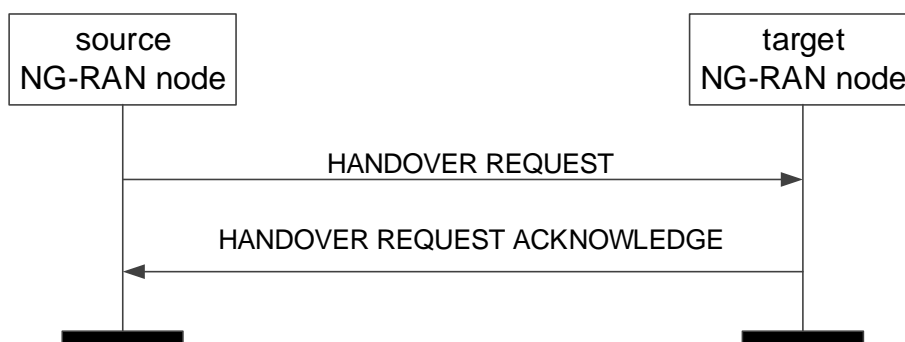 source
NG-RAN node
target
NG-RAN node
HANDOVER REQUEST
HANDOVER REQUEST ACKNOWLEDGE